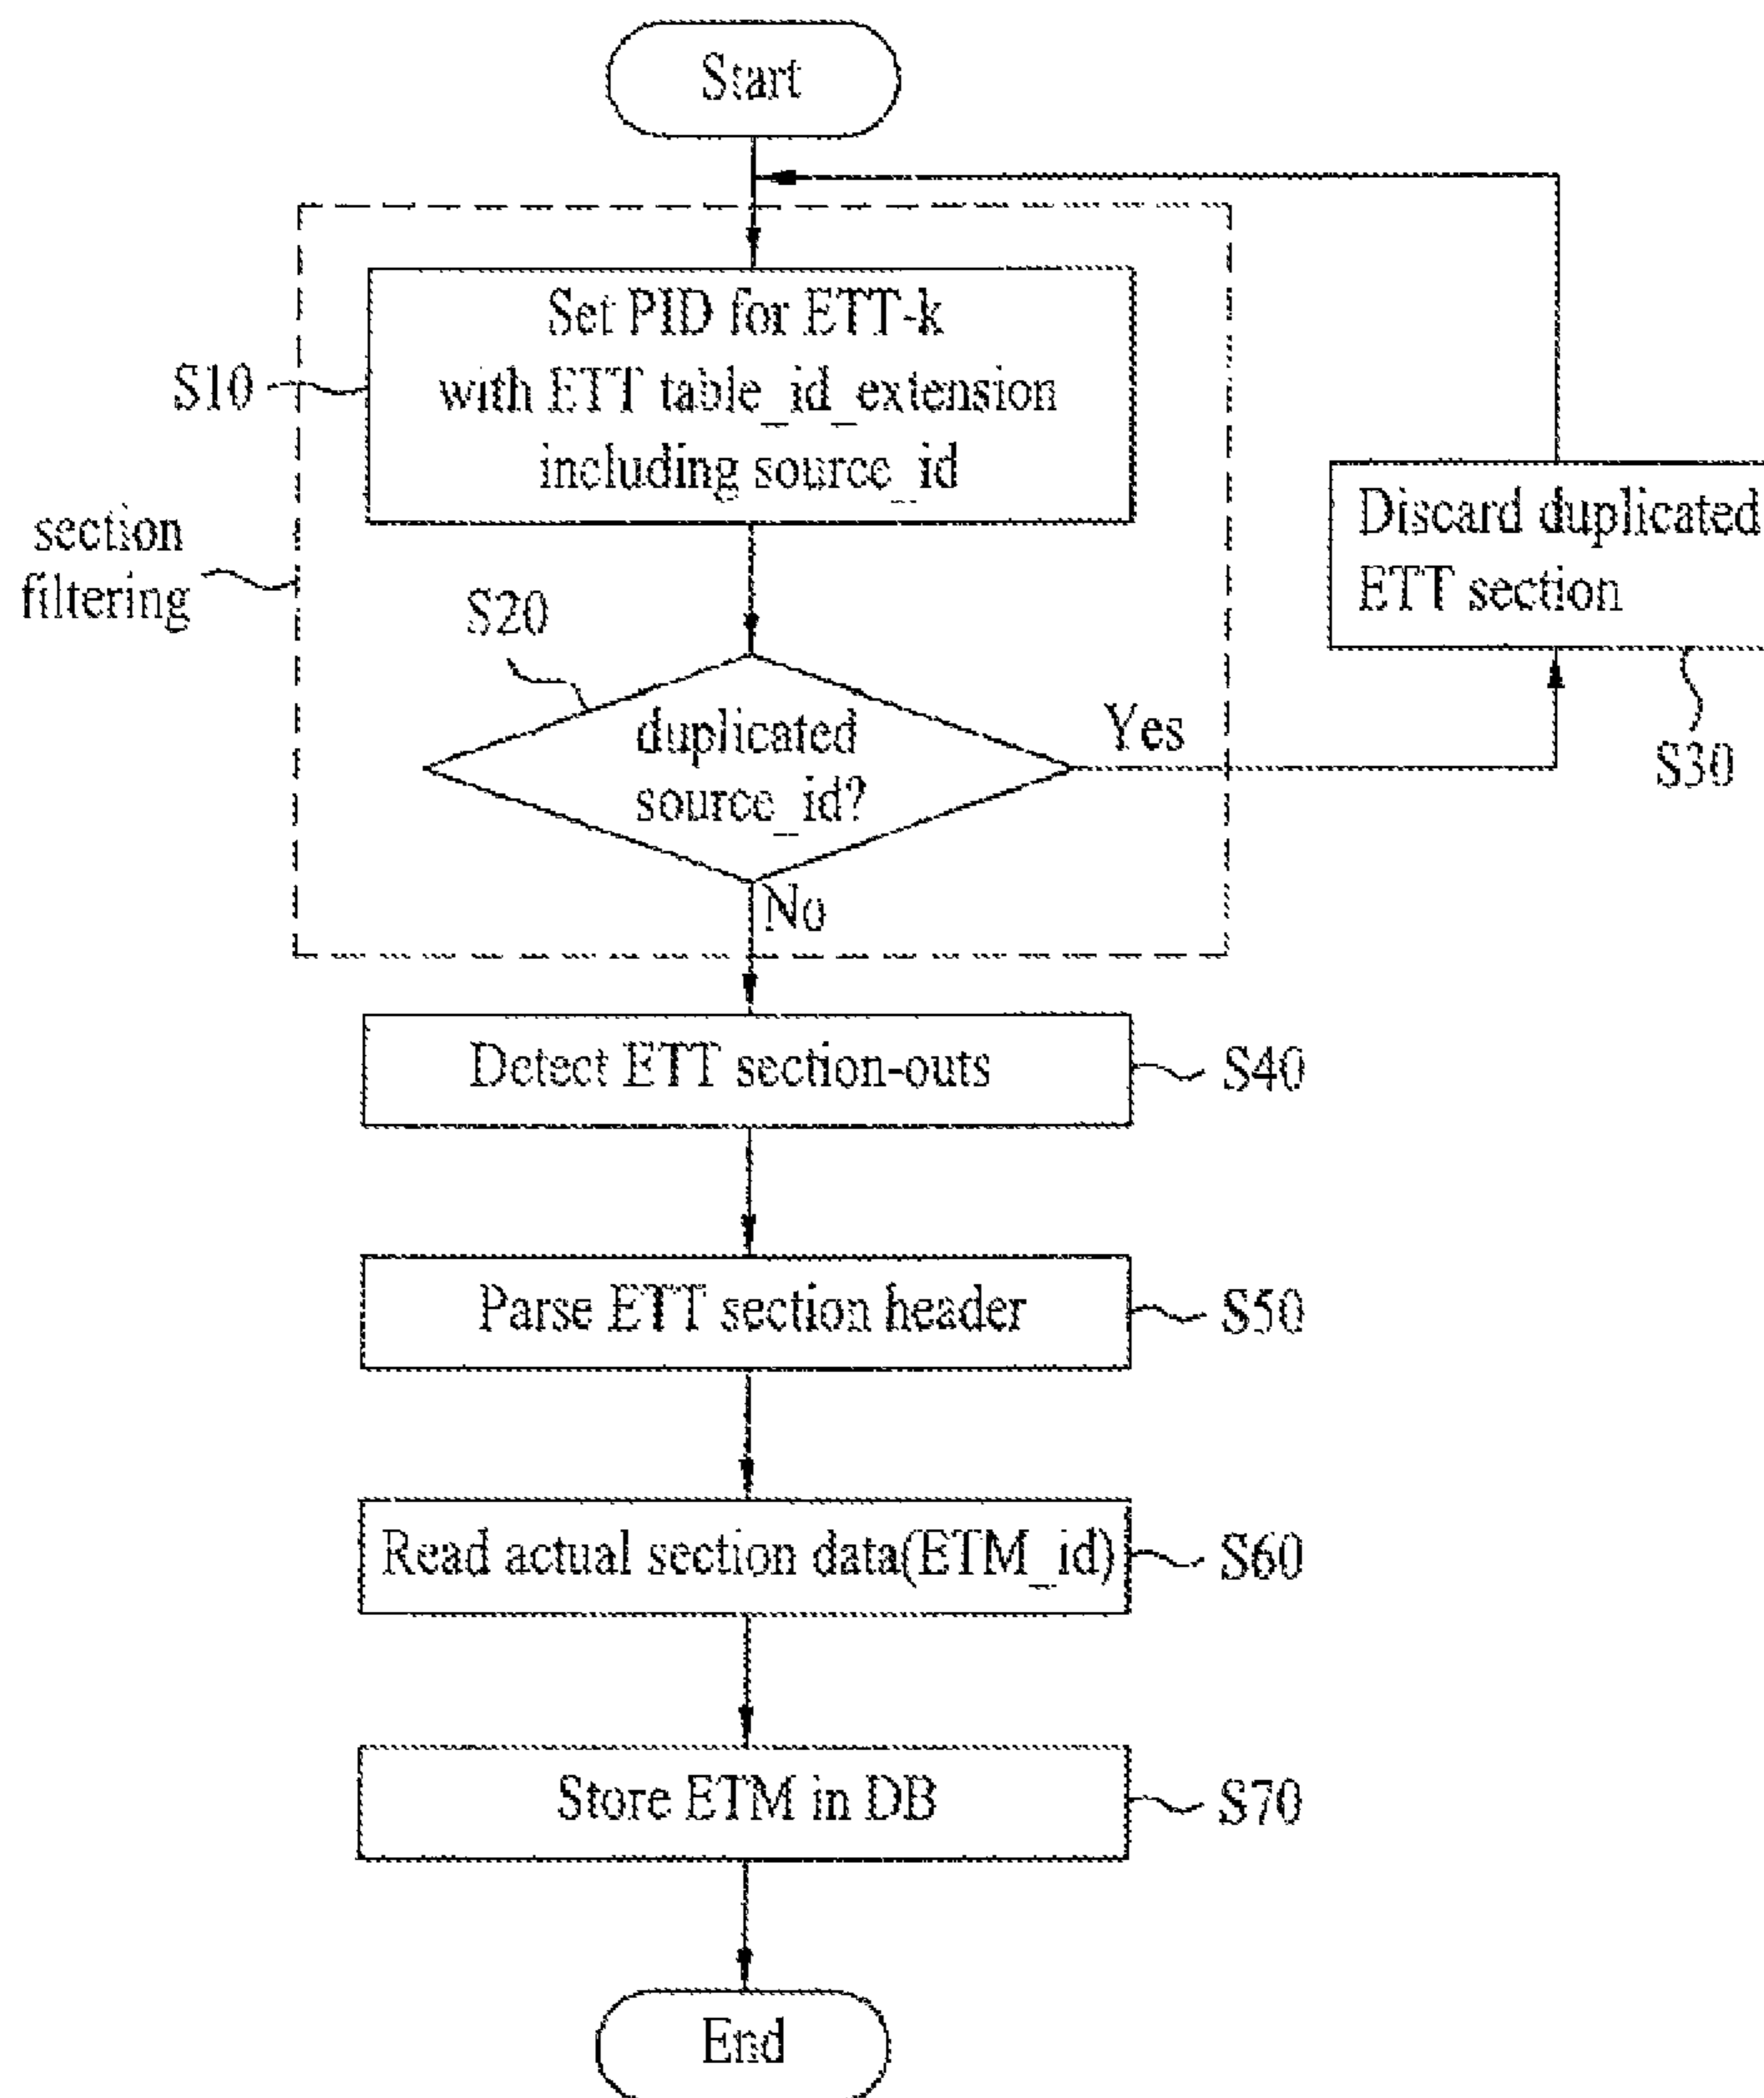 Start
Set PID for ETT-k
with ETT table_id_extension
including source_id
S10
section
filtering
Discard duplicated
ETT section
S30
S20
duplicated
source_id?
Yes
No
Detect ETT section-outs
S40
Parse ETT section header
S50
Read actual section data(ETM_id)
S60
Store ETM in DB
S70
End